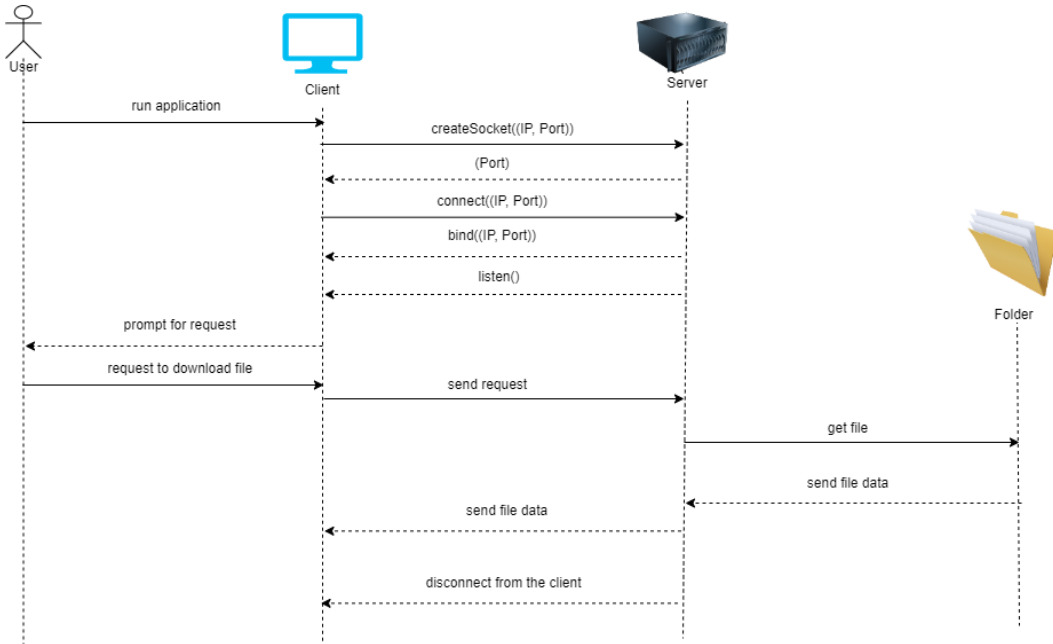 User
Client
Server
run application
createSocket((IP, Port))
(Port)
connect((IP, Port))
bind((IP, Port))
listen()
Folder
prompt for request
request to download file
send request
get file
send file data
send file data
disconnect from the client